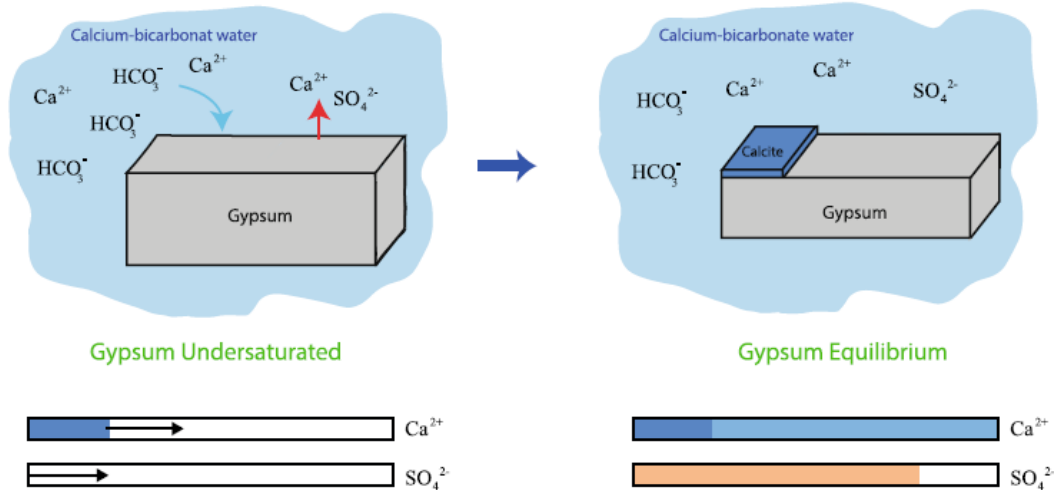 Calcium-bicarbonat water
Ca²⁺
HCO₃⁻
Ca²⁺
HCO₃⁻
HCO₃⁻
Ca²⁺
SO₄²⁻
Gypsum
Gypsum Undersaturated
Ca²⁺
SO₄²⁻
Calcium-bicarbonate water
Ca²⁺
Ca²⁺
SO₄²⁻
HCO₃⁻
HCO₃⁻
Calcite
Gypsum
Gypsum Equilibrium
Ca²⁺
SO₄²⁻